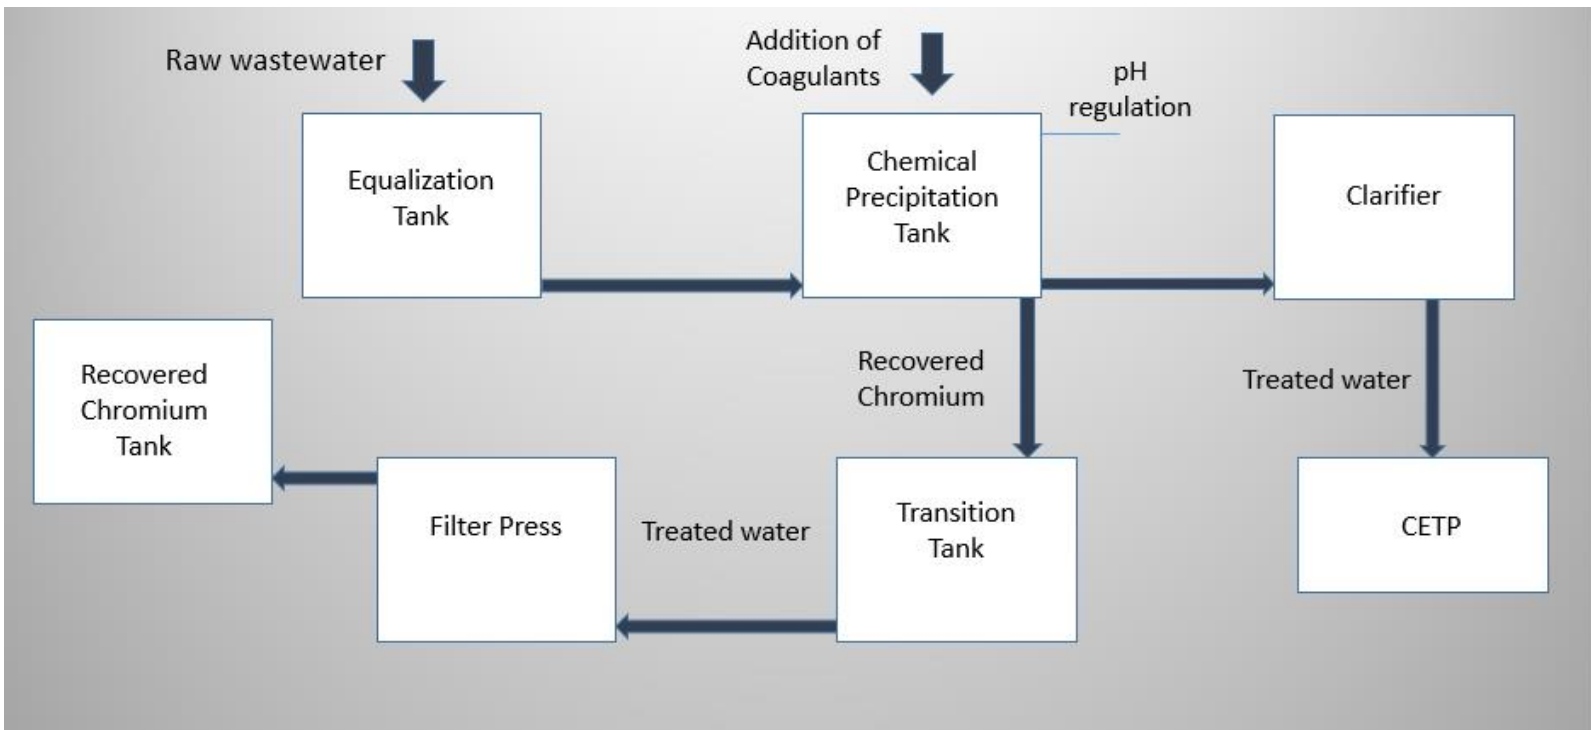 Raw wastewater
Addition of
Coagulants
pH
regulation
Equalization
Tank
Chemical
Precipitation
Tank
Clarifier
Recovered
Chromium
Tank
Recovered
Chromium
Treated water
Filter Press
Treated water
Transition
Tank
CETP